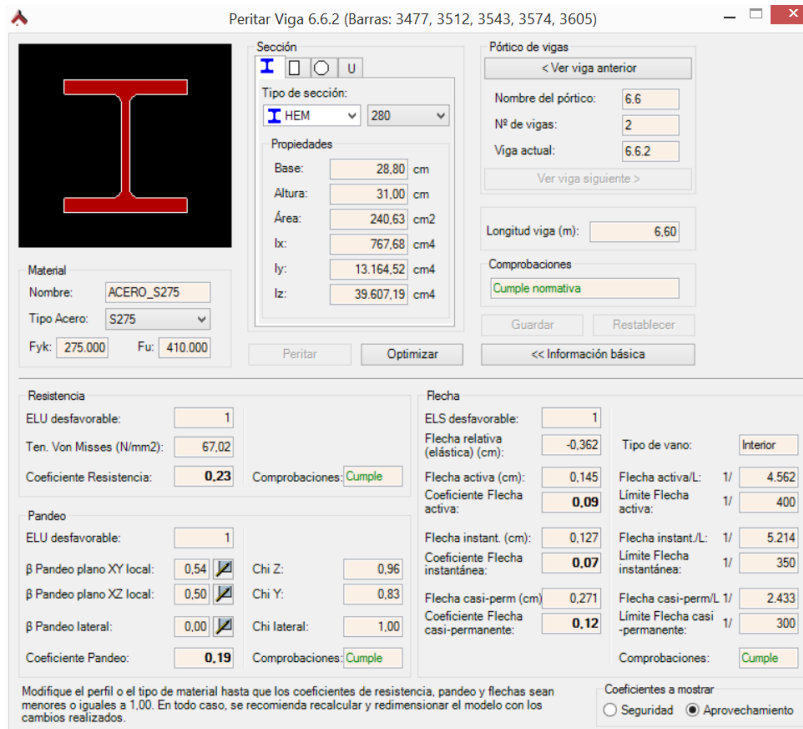 Peritar Viga 6.6.2 (Barras: 3477, 3512, 3543, 3574, 3605)
Sección
U
Tipo de sección:
HEM 280
Propiedades
Base: 28,80 cm
Altura: 31,00 cm
Área: 240,63 cm2
Ix: 767,68 cm4
Iy: 13.164,52 cm4
Iz: 39.607,19 cm4
Pórtico de vigas
< Ver viga anterior
Nombre del pórtico: 6.6
Nº de vigas: 2
Viga actual: 6.6.2
Ver viga siguiente >
Longitud viga (m): 6,60
Material
Nombre: ACERO_S275
Tipo Acero: S275
Fyk: 275.000 Fu: 410.000
Comprobaciones
Cumple normativa
Guardar Restablecer
Peritar Optimizar << Información básica
Resistencia
ELU desfavorable: 1
Ten. Von Misses (N/mm2): 67,02
Coeficiente Resistencia: 0,23 Comprobaciones: Cumple
Pandeo
ELU desfavorable: 1
β Pandeo plano XY local: 0,54 Chi Z: 0,96
β Pandeo plano XZ local: 0,50 Chi Y: 0,83
β Pandeo lateral: 0,00 Chi lateral: 1,00
Coeficiente Pandeo: 0,19 Comprobaciones: Cumple
Flecha
ELS desfavorable: 1
Flecha relativa
(elástica) (cm): -0,362 Tipo de vano: Interior
Flecha activa (cm): 0,145 Flecha activa/L: 1/ 4.562
Coeficiente Flecha
activa: 0,09 Límite Flecha
activa: 1/ 400
Flecha instant. (cm): 0,127 Flecha instant./L: 1/ 5.214
Coeficiente Flecha
instantánea: 0,07 Límite Flecha
instantánea: 1/ 350
Flecha casi-perm (cm) 0,271 Flecha casi-perm/L 1/ 2.433
Coeficiente Flecha
casi-permanente: 0,12 Límite Flecha casi
-permanente: 1/ 300
Comprobaciones: Cumple
Modifique el perfil o el tipo de material hasta que los coeficientes de resistencia, pandeo y flechas sean
menores o iguales a 1,00. En todo caso, se recomienda recalcular y redimensionar el modelo con los
cambios realizados.
Coeficientes a mostrar
Seguridad Aprovechamiento